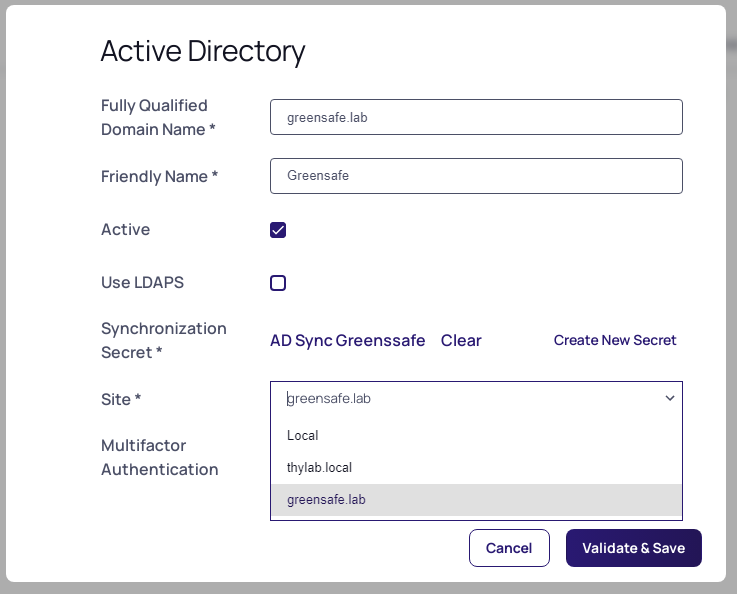 Active Directory
Fully Qualified
Domain Name *
greensafe.lab
Friendly Name *
Greensafe
Active
Use LDAPS
Synchronization
Secret *
AD Sync Greenssafe
Clear
Create New Secret
Site *
greensafe.lab
Local
thylab.local
greensafe.lab
Multifactor
Authentication
Cancel
Validate & Save